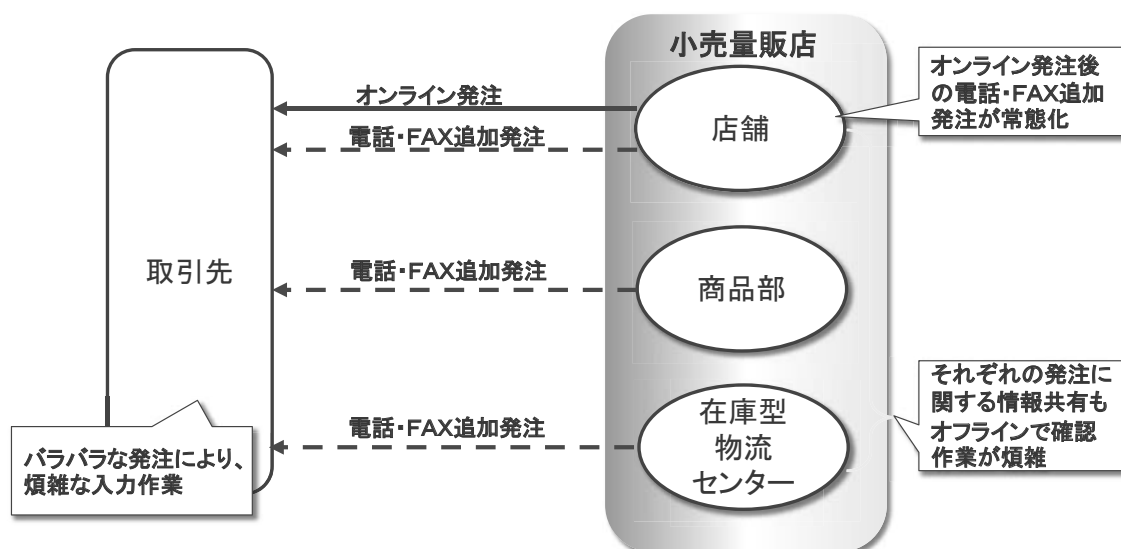 小売量販店
オンライン発注
電話・FAX追加発注
店舗
オンライン発注後
の電話・FAX追加
発注が常態化
取引先
電話・FAX追加発注
商品部
電話・FAX追加発注
在庫型
物流
センター
それぞれの発注に
関する情報共有も
オフラインで確認
作業が煩雑
バラバラな発注により、
煩雑な入力作業